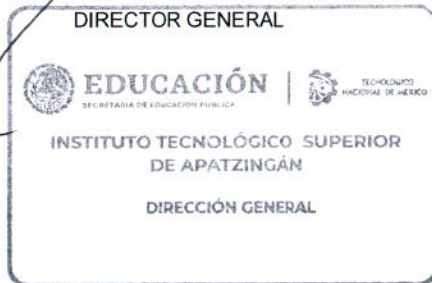 DIRECTOR GENERAL
EDUCACIÓN
SECRETARÍA DE EDUCACIÓN PÚBLICA
TECNOLÓGICO
NACIONAL DE MÉXICO
INSTITUTO TECNOLÓGICO SUPERIOR
DE APATZINGÁN
DIRECCIÓN GENERAL